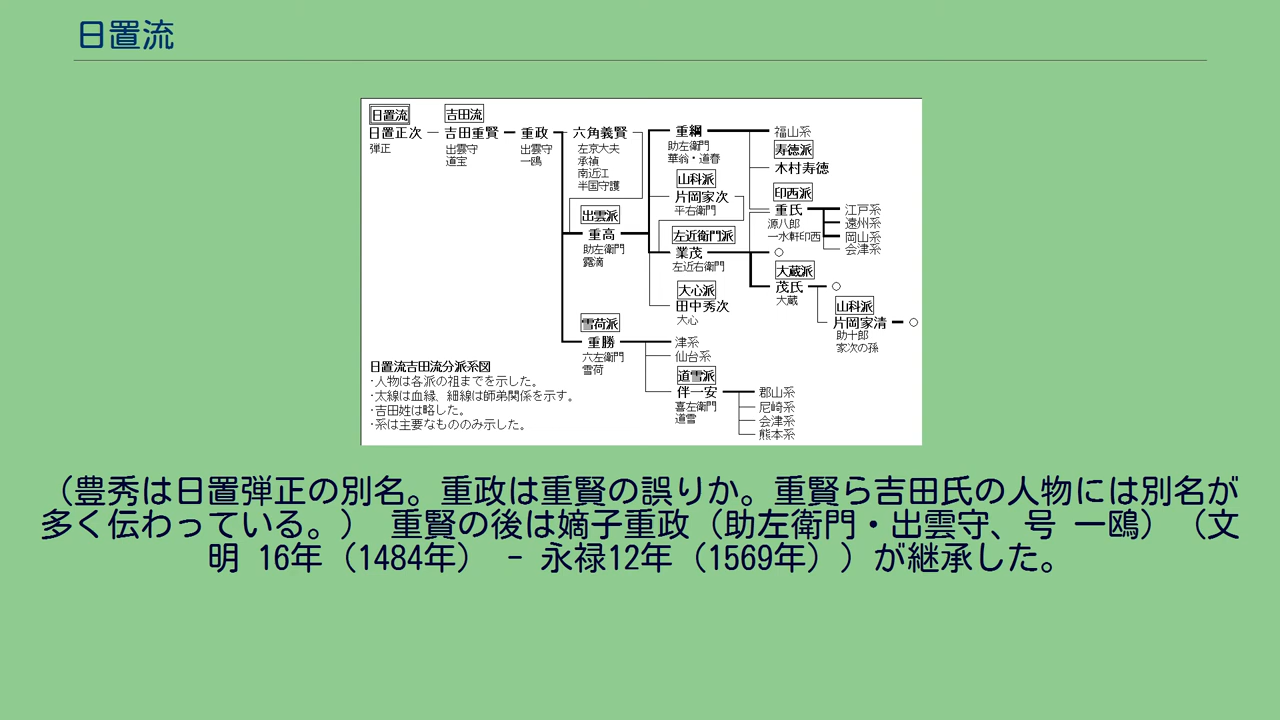 日置流
日置流
日置正次
弾正
吉田流
吉田重賢
出雲守
道宝
重政
出雲守
一鴎
六角義賢
左京大夫
承禎
南近江
半国守護
出雲派
重高
助左衛門
露滴
雪荷派
重勝
六左衛門
雪荷
重綱
助左衛門
華翁・道春
山科派
片岡家次
平右衛門
左近衛門派
業茂
左近右衛門
大心派
田中秀次
大心
津系
仙台系
道雪派
伴一安
喜左衛門
道雪
福山系
寿徳派
木村寿徳
印西派
重氏
源八郎
一水軒印西
江戸系
遠州系
岡山系
会津系
大蔵派
茂氏
大蔵
山科派
片岡家清
助十郎
家次の孫
郡山系
尼崎系
会津系
熊本系
日置流吉田流分派系図
・人物は各派の祖までを示した。
・太線は血縁、細線は師弟関係を示す。
・吉田姓は略した。
・系は主要なもののみ示した。
（豊秀は日置弾正の別名。重政は重賢の誤りか。重賢ら吉田氏の人物には別名が
多く伝わっている。） 重賢の後は嫡子重政（助左衛門・出雲守、号 一鴎）（文
明 16年（1484年） - 永禄12年（1569年））が継承した。